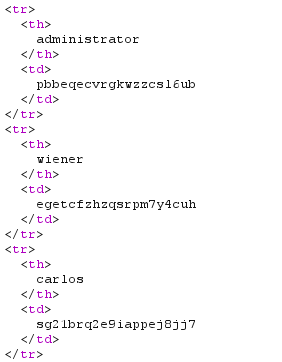 <tr>
<th>
administrator
</th>
<td>
pbbeqecvrgkwzzcsl6ub
</td>
</tr>
<tr>
<th>
wiener
</th>
<td>
egetcfzhzqsrpm7y4cuh
</td>
</tr>
<tr>
<th>
carlos
</th>
<td>
sg21brq2e9iappej8jj7
</td>
</tr>